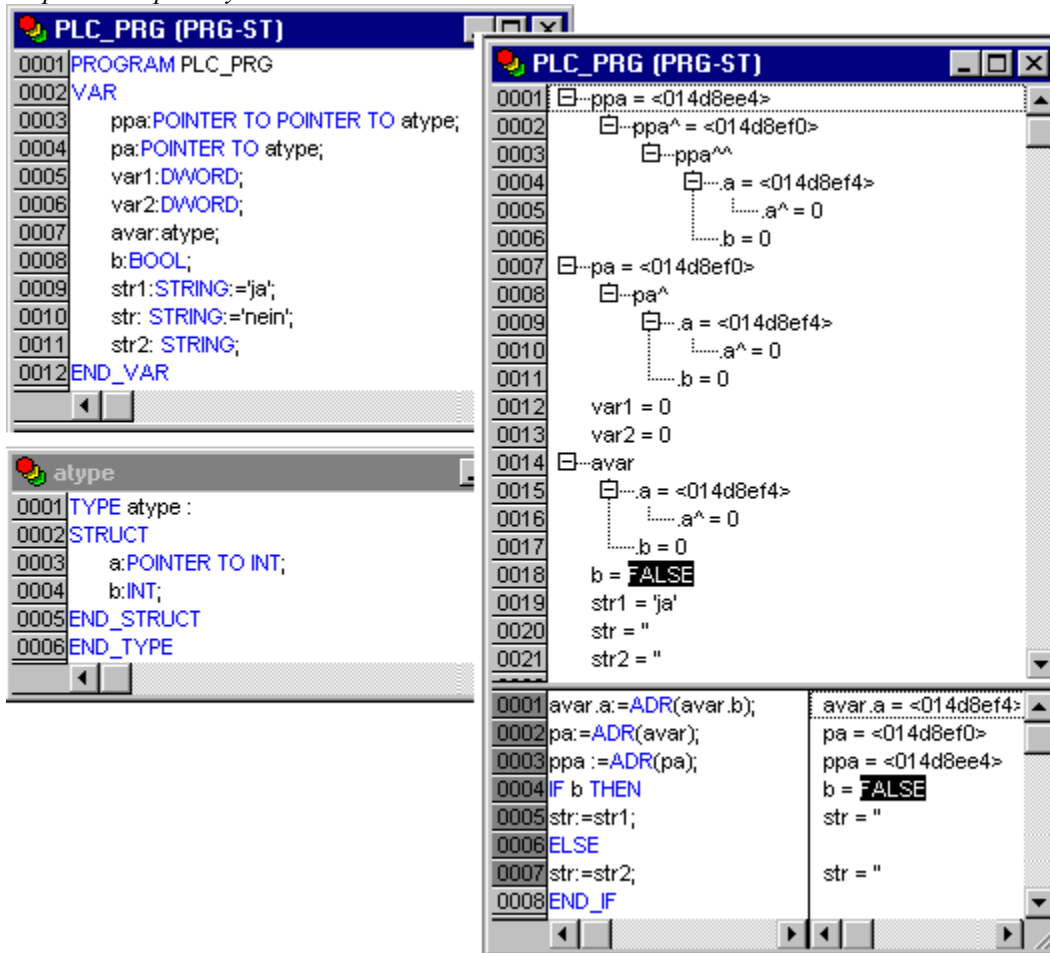 PLC_PRG (PRG-ST)
0001 PROGRAM PLC_PRG
0002 VAR
0003 ppa:POINTER TO POINTER TO atype;
0004 pa:POINTER TO atype;
0005 var1:DWORD;
0006 var2:DWORD;
0007 avar:atype;
0008 b:BOOL;
0009 str1:STRING:='ja';
0010 str: STRING:='nein';
0011 str2: STRING;
0012 END_VAR
atype
0001 TYPE atype :
0002 STRUCT
0003 a:POINTER TO INT;
0004 b:INT;
0005 END_STRUCT
0006 END_TYPE
PLC_PRG (PRG-ST)
0001 ppa = <014d8ee4>
0002 ppa^ = <014d8ef0>
0003 ppa^^
0004 .a = <014d8ef4>
0005 .a^ = 0
0006 .b = 0
0007 pa = <014d8ef0>
0008 pa^
0009 .a = <014d8ef4>
0010 .a^ = 0
0011 .b = 0
0012 var1 = 0
0013 var2 = 0
0014 avar
0015 .a = <014d8ef4>
0016 .a^ = 0
0017 .b = 0
0018 b = FALSE
0019 str1 = 'ja'
0020 str = ''
0021 str2 = ''
0001 avar.a:=ADR(avar.b); avar.a = <014d8ef4>
0002 pa:=ADR(avar); pa = <014d8ef0>
0003 ppa :=ADR(pa); ppa = <014d8ee4>
0004 IF b THEN b = FALSE
0005 str:=str1; str = ''
0006 ELSE
0007 str:=str2; str = ''
0008 END_IF